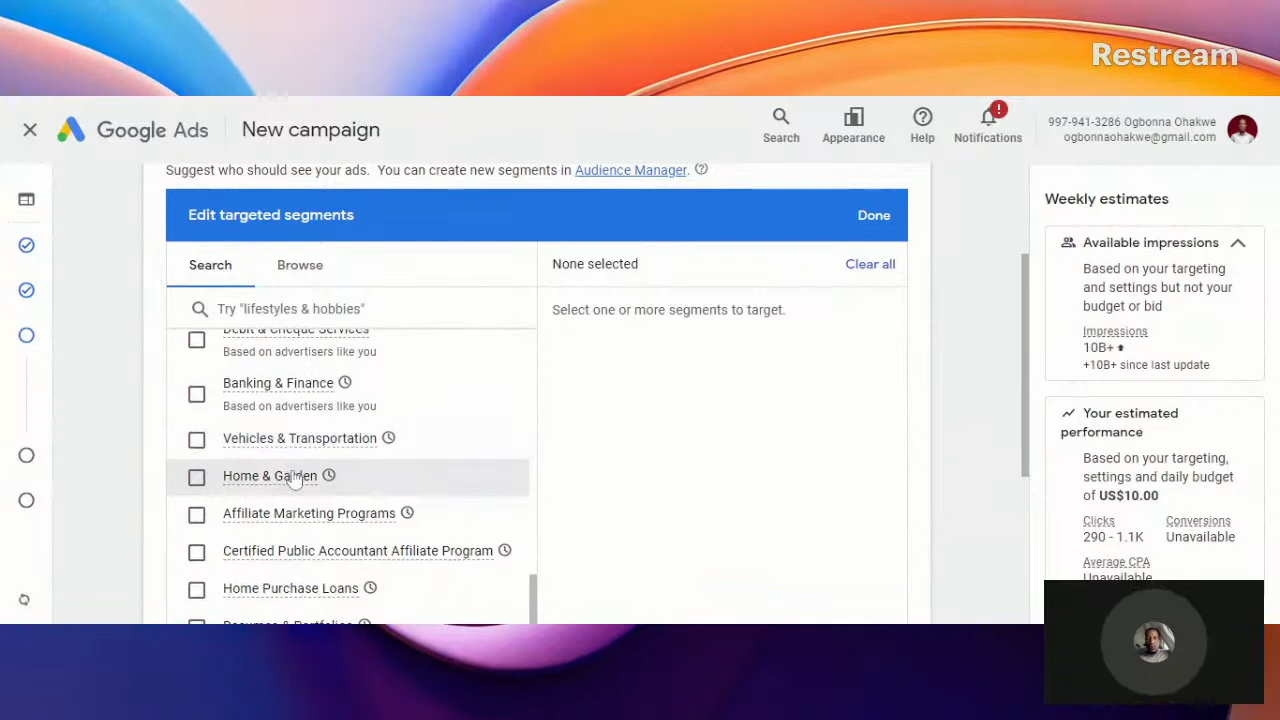 Restream
Google Ads
New campaign
Search
Appearance
Help
Notifications
!
997-941-3286 Ogbonna Ohakwe
ogbonnaohakwe@gmail.com
Suggest who should see your ads. You can create new segments in Audience Manager. ?
Edit targeted segments
Done
Search
Browse
None selected
Clear all
Try "lifestyles & hobbies"
Select one or more segments to target.
Debit & Cheque Services
Based on advertisers like you
Banking & Finance
Based on advertisers like you
Vehicles & Transportation
Home & Garden
Affiliate Marketing Programs
Certified Public Accountant Affiliate Program
Home Purchase Loans
Resumes & Portfolios
Weekly estimates
Available impressions
Based on your targeting
and settings but not your
budget or bid
Impressions
10B+
+10B+ since last update
Your estimated
performance
Based on your targeting,
settings and daily budget
of US$10.00
Clicks
Conversions
290 - 1.1K
Unavailable
Average CPA
Unavailable